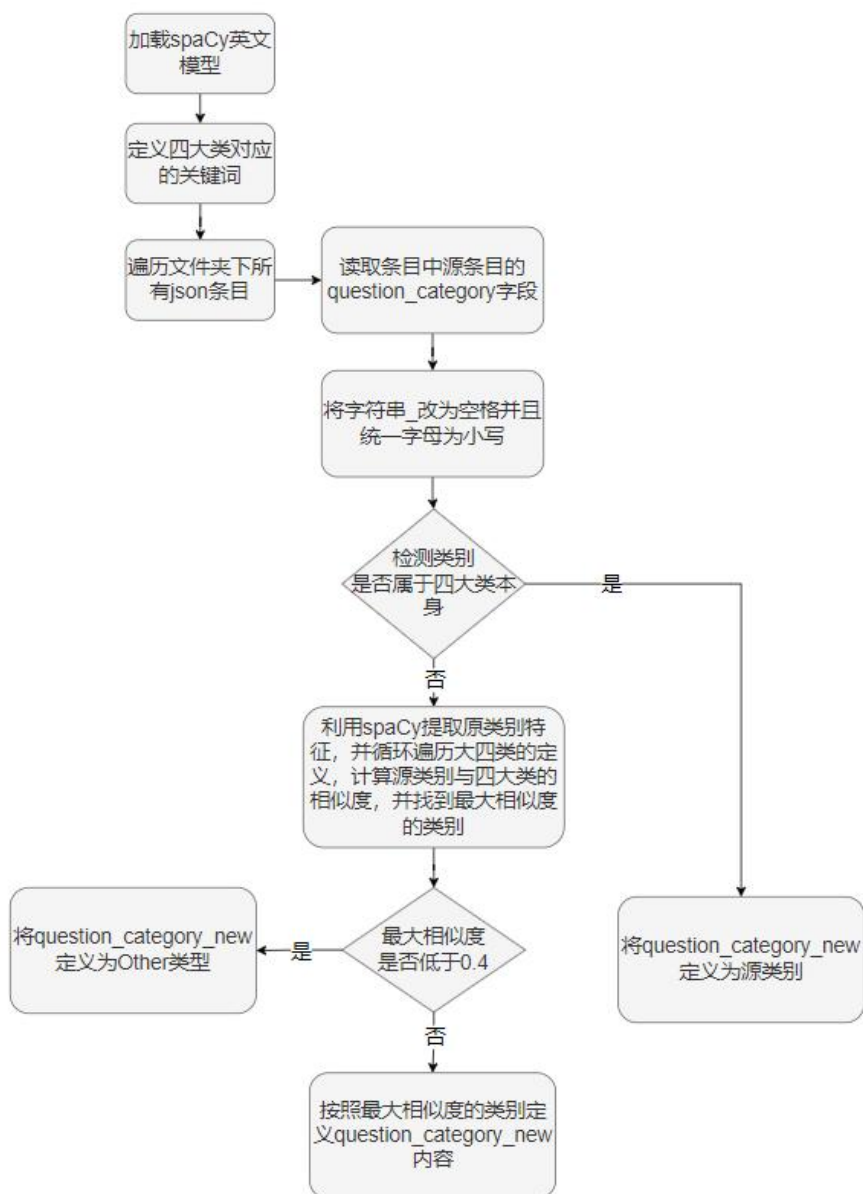 加载spaCy英文
模型
定义四大类对应
的关键词
遍历文件夹下所
有json条目
读取条目中源条目的
question_category字段
将字符串_改为空格并且
统一字母为小写
检测类别
是否属于四大类本
身
是
否
利用spaCy提取原类别特
征，并循环遍历大四类的定
义，计算源类别与四大类的
相似度，并找到最大相似度
的类别
最大相似度
是否低于0.4
是
将question_category_new
定义为Other类型
将question_category_new
定义为源类别
否
按照最大相似度的类别定
义question_category_new
内容